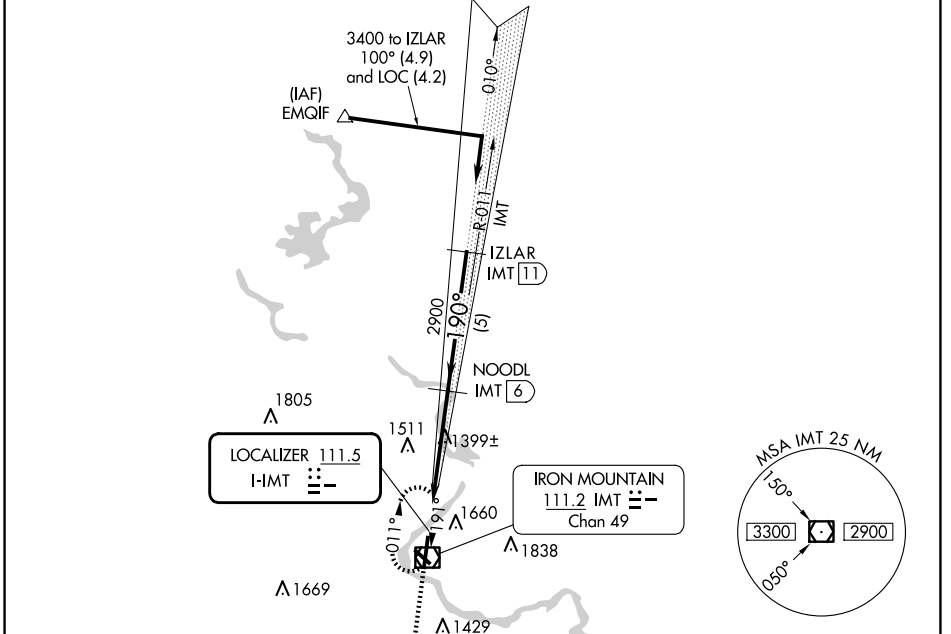 3400 to IZLAR
100° (4.9)
and LOC (4.2)
(IAF)
EMQIF
010°
R-011
IMT
IZLAR
IMT 11
2900
190°
(5)
NOODL
IMT 6
1805
1511
1399±
LOCALIZER 111.5
I-IMT
IRON MOUNTAIN
111.2 IMT
Chan 49
191°
011°
1660
1838
1669
1429
MSA IMT 25 NM
150°
3300
2900
050°